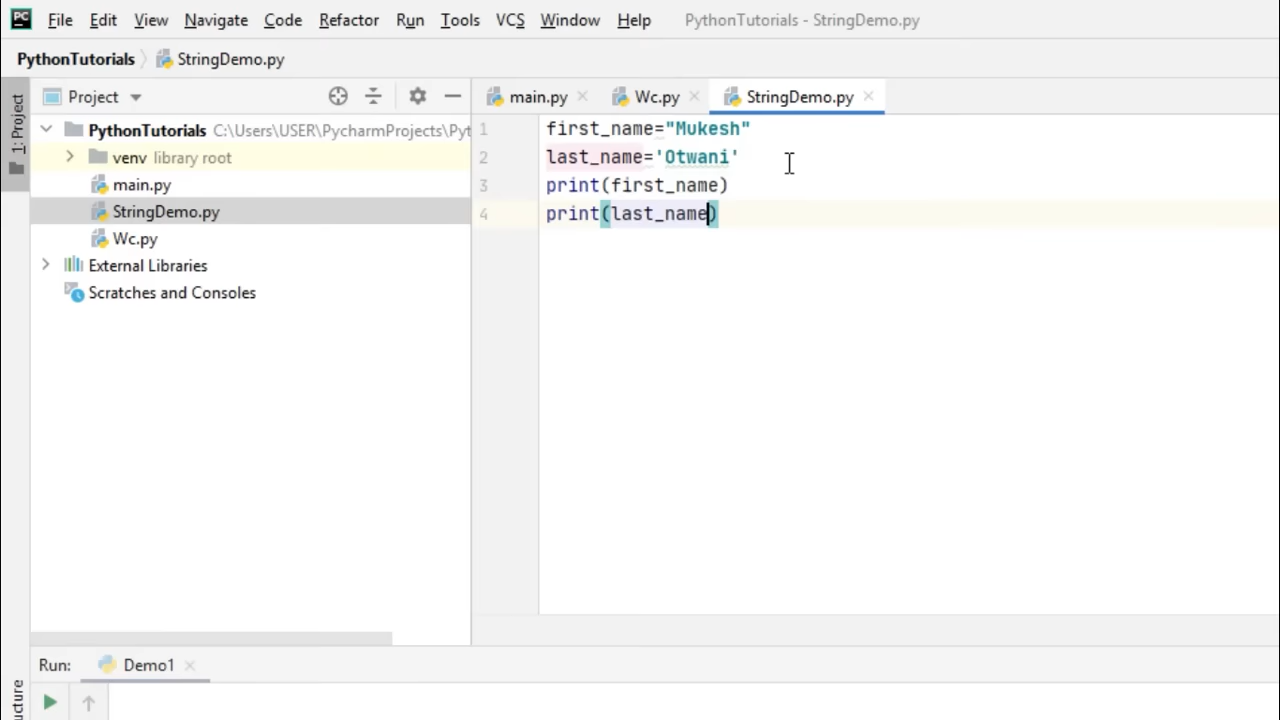 PC File Edit View Navigate Code Refactor Run Tools VCS Window Help PythonTutorials - StringDemo.py
PythonTutorials StringDemo.py
1: Project
Project
main.py Wc.py StringDemo.py
PythonTutorials C:\Users\USER\PycharmProjects\Pyt
venv library root
main.py
StringDemo.py
Wc.py
External Libraries
Scratches and Consoles
1 first_name="Mukesh"
2 last_name='Otwani'
3 print(first_name)
4 print(last_name)
Run: Demo1
ucture